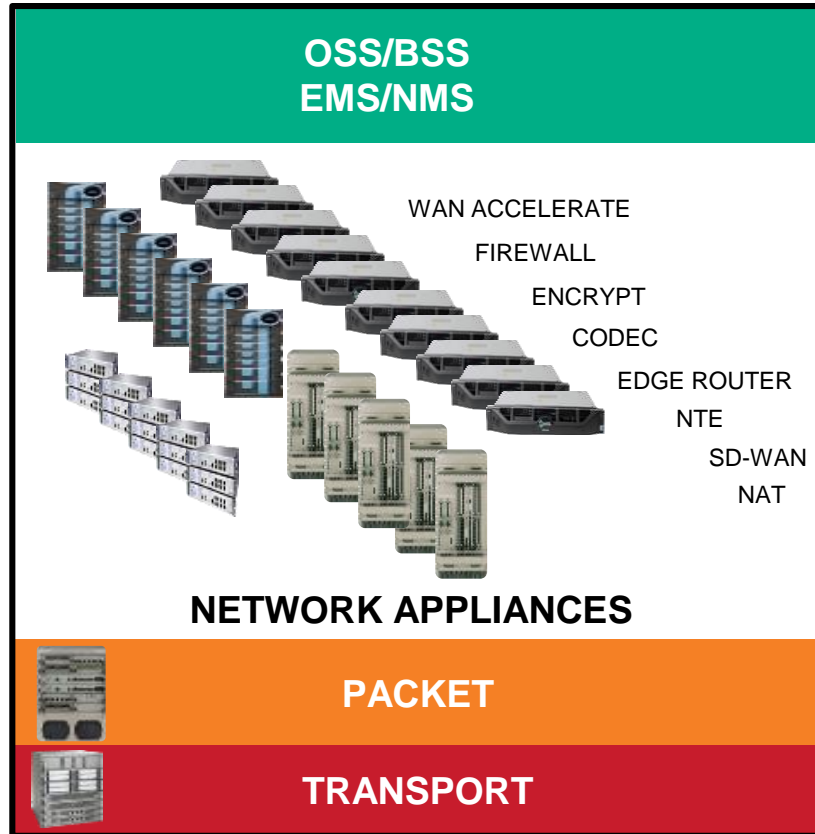 OSS/BSS
EMS/NMS
WAN ACCELERATE
FIREWALL
ENCRYPT
CODEC
EDGE ROUTER
NTE
SD-WAN
NAT
NETWORK APPLIANCES
PACKET
TRANSPORT